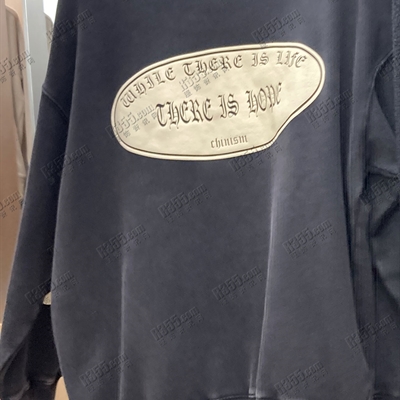 WHILE THERE IS LIFE
THERE IS HOPE
chinism